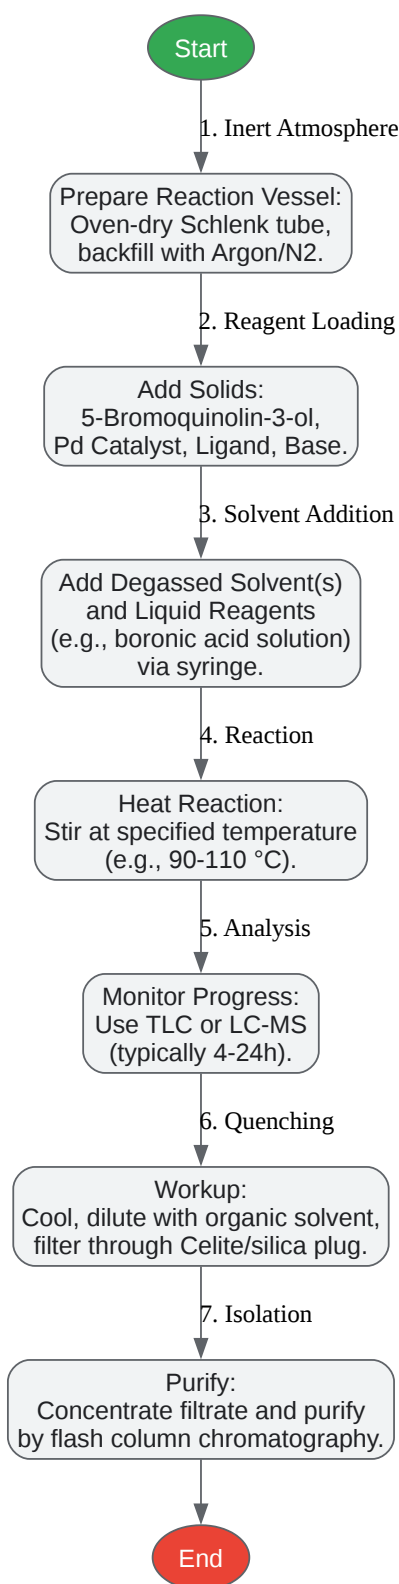 Start
1. Inert Atmosphere
Prepare Reaction Vessel:
Oven-dry Schlenk tube,
backfill with Argon/N2.
2. Reagent Loading
Add Solids:
5-Bromoquinolin-3-ol,
Pd Catalyst, Ligand, Base.
3. Solvent Addition
Add Degassed Solvent(s)
and Liquid Reagents
(e.g., boronic acid solution)
via syringe.
4. Reaction
Heat Reaction:
Stir at specified temperature
(e.g., 90-110 °C).
5. Analysis
Monitor Progress:
Use TLC or LC-MS
(typically 4-24h).
6. Quenching
Workup:
Cool, dilute with organic solvent,
filter through Celite/silica plug.
7. Isolation
Purify:
Concentrate filtrate and purify
by flash column chromatography.
End